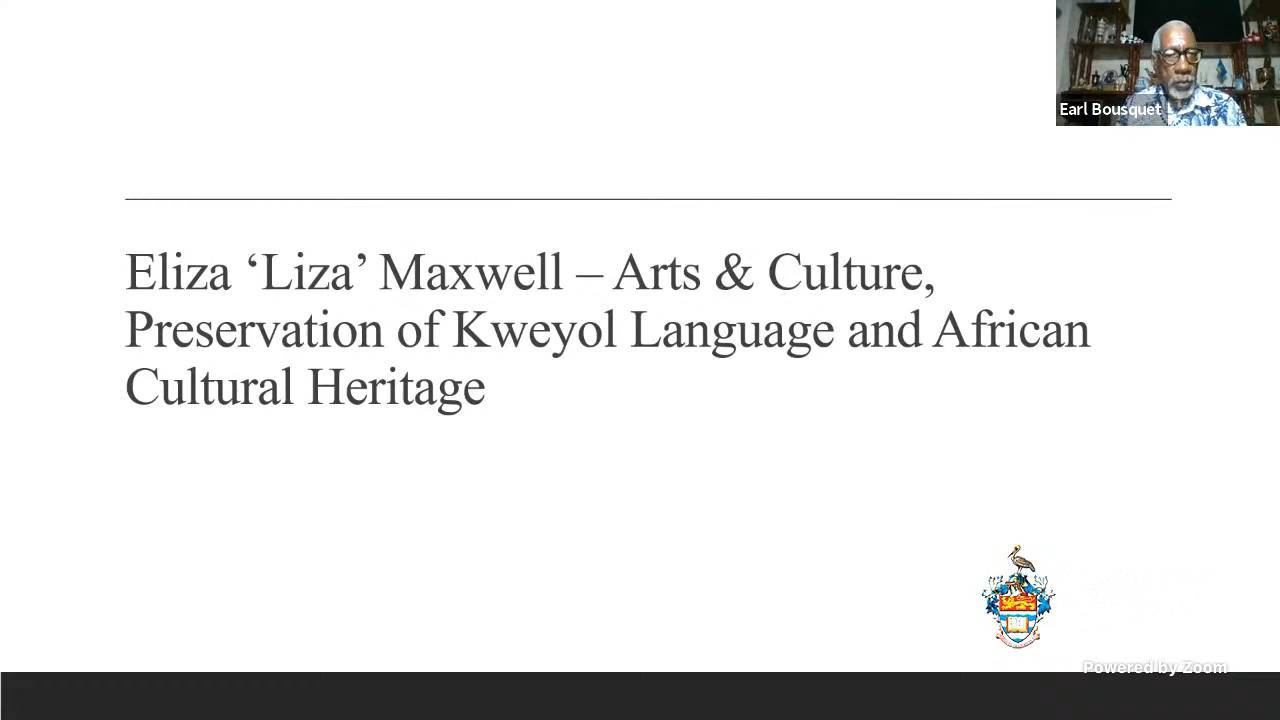 Earl Bousquet
Eliza ‘Liza’ Maxwell – Arts & Culture,
Preservation of Kweyol Language and African
Cultural Heritage
Powered by Zoom